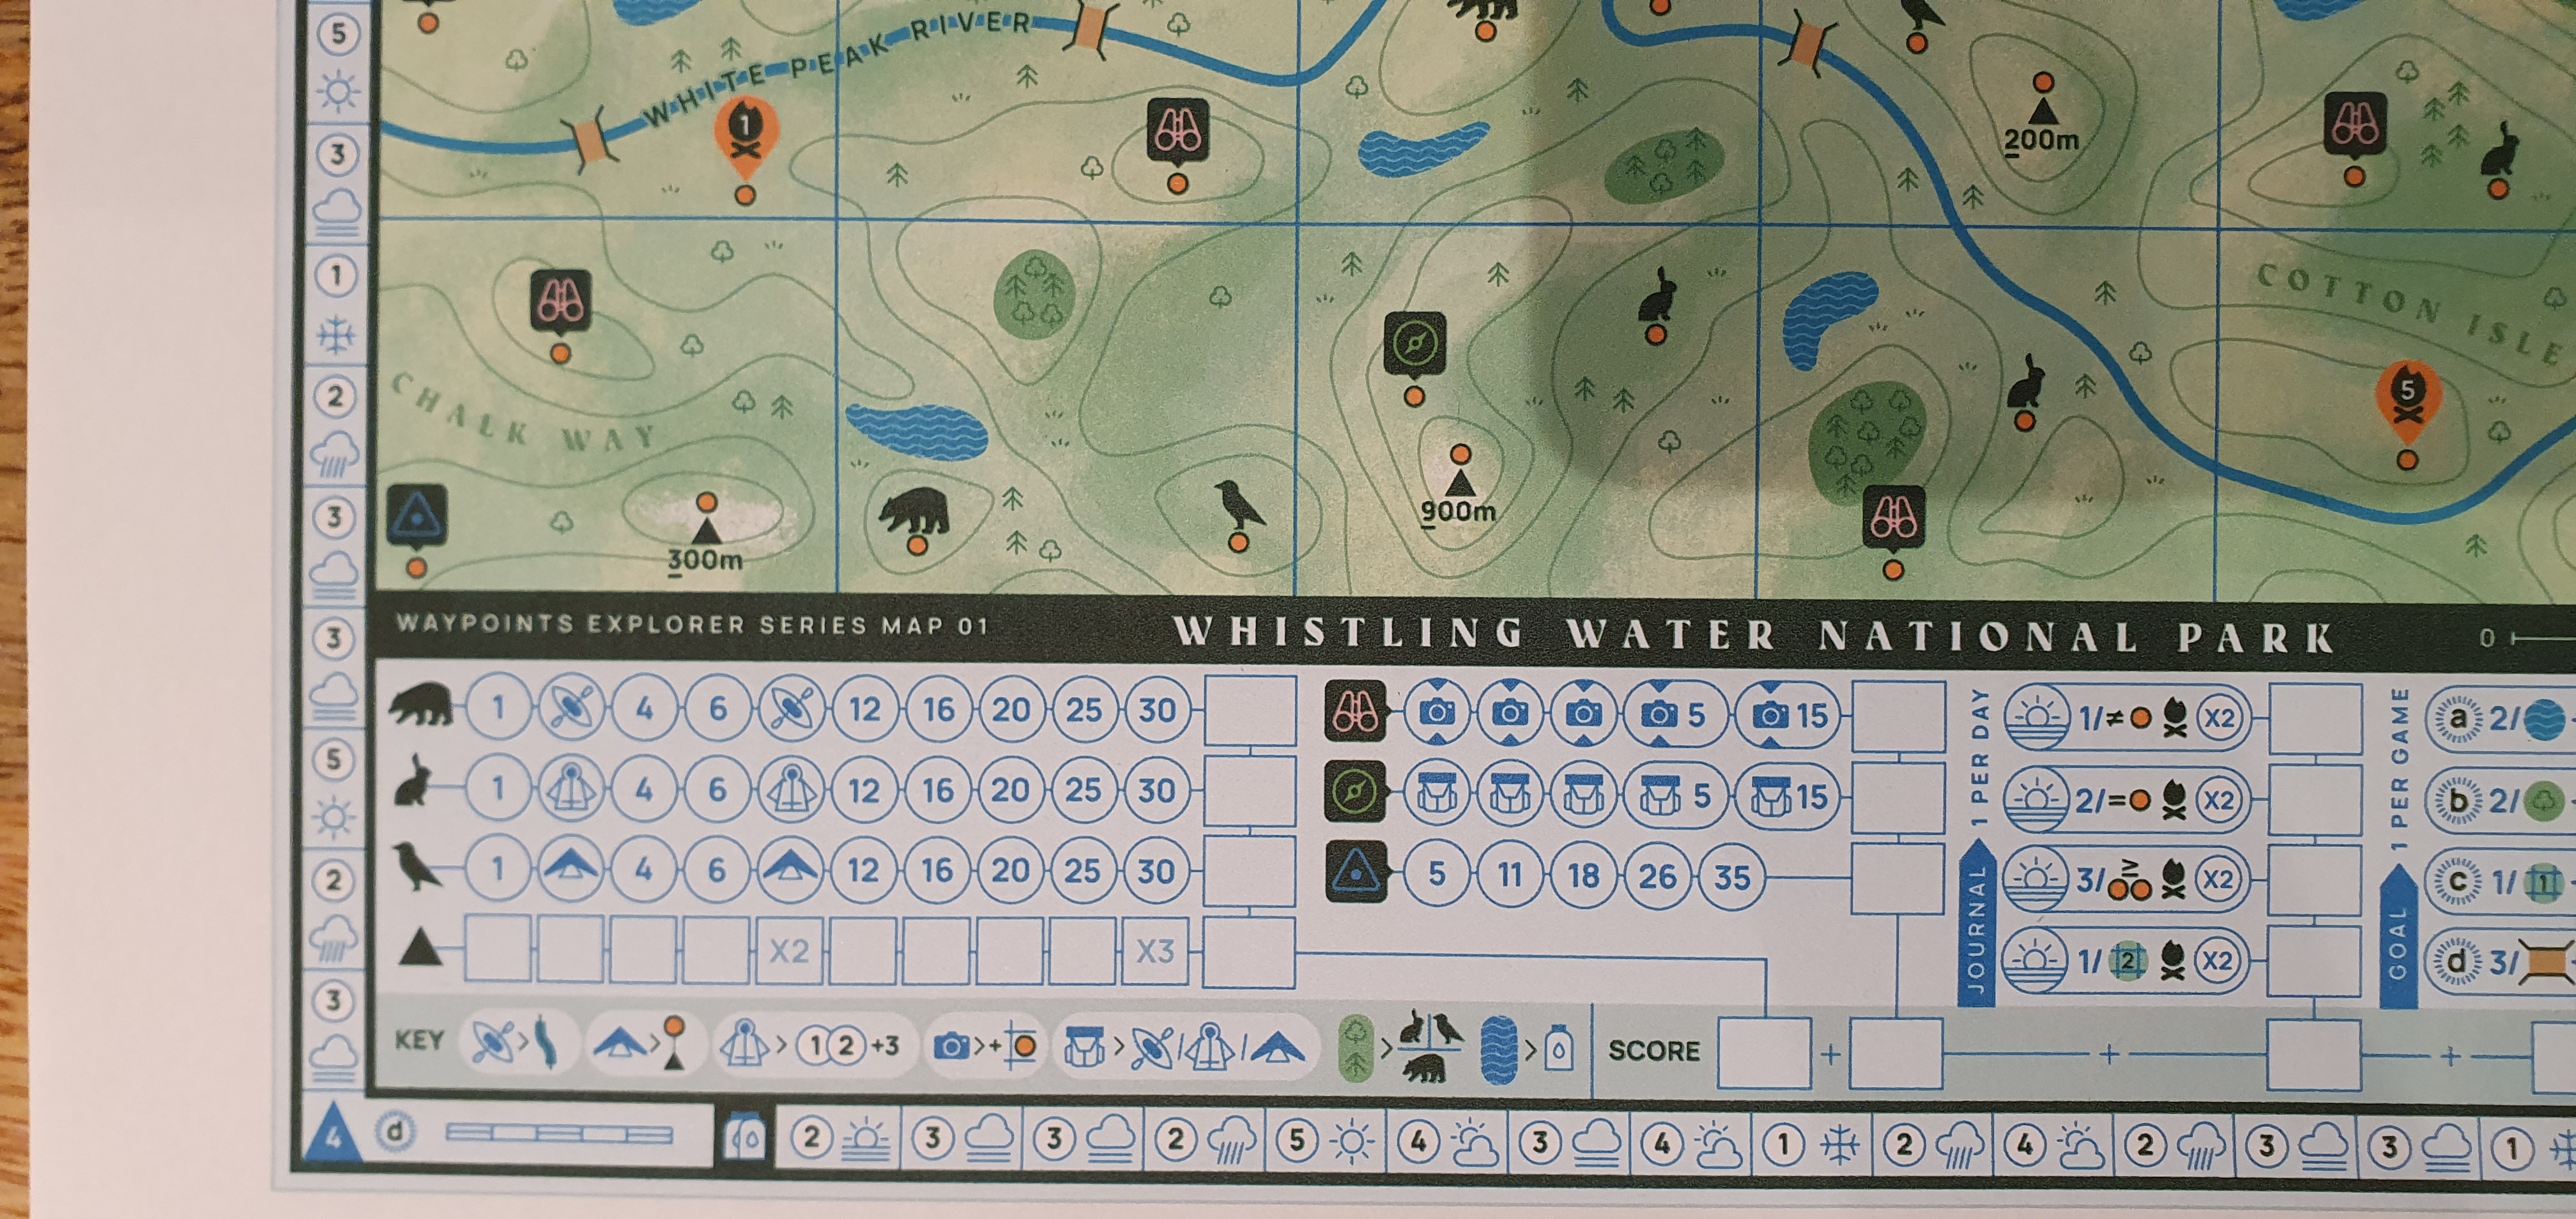 WHITE PEAK RIVER
1
200m
COTTON ISLE
5
CHALK WAY
300m
900m
WAYPOINTS EXPLORER SERIES MAP 01
WHISTLING WATER NATIONAL PARK
0
1 4 6 12 16 20 25 30
1 4 6 12 16 20 25 30
1 4 6 12 16 20 25 30
X2 X3
5 15
5 15
5 11 18 26 35
JOURNAL 1 PER DAY
1/≠ X2
2/= X2
3/≥ X2
1/2 X2
GOAL 1 PER GAME
a 2/
b 2/
c 1/1
d 3/
KEY > > > 1 2 +3 >+ > / / > >
SCORE + + +
5
3
1
2
3
3
5
2
3
4 d 2 3 3 2 5 4 3 4 1 2 4 2 3 3 1